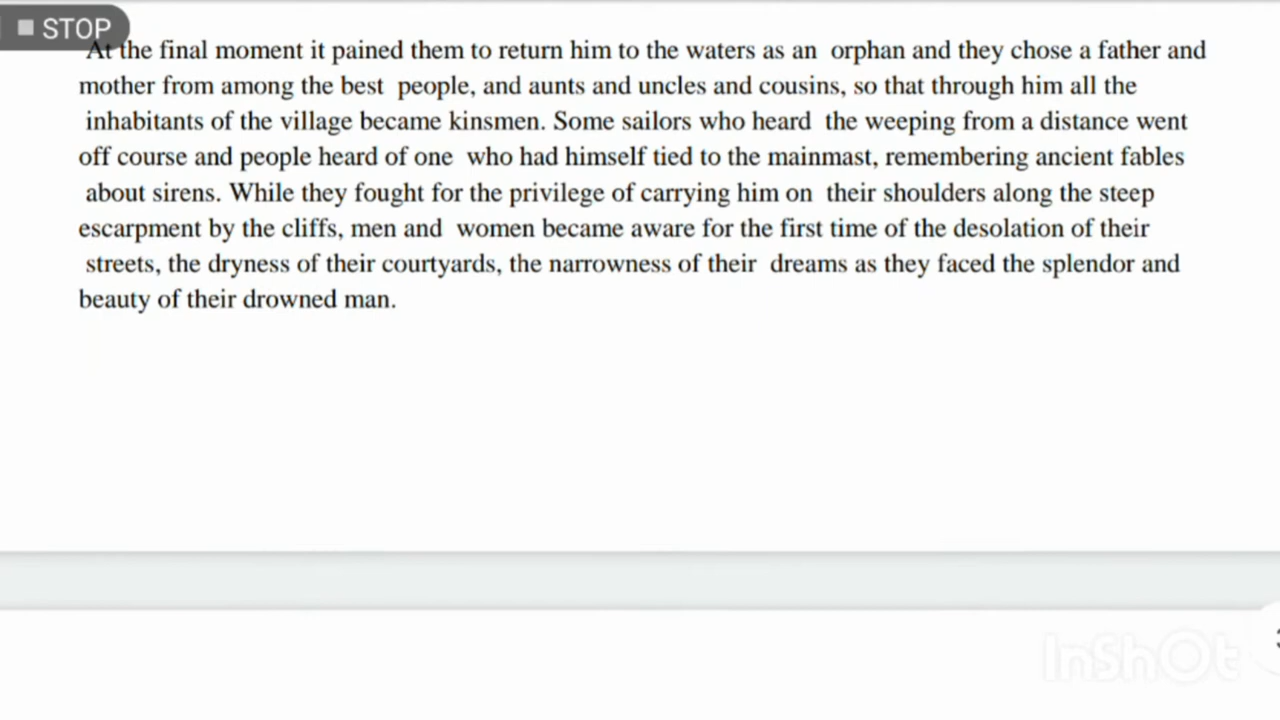 STOP
At the final moment it pained them to return him to the waters as an orphan and they chose a father and
mother from among the best people, and aunts and uncles and cousins, so that through him all the
inhabitants of the village became kinsmen. Some sailors who heard the weeping from a distance went
off course and people heard of one who had himself tied to the mainmast, remembering ancient fables
about sirens. While they fought for the privilege of carrying him on their shoulders along the steep
escarpment by the cliffs, men and women became aware for the first time of the desolation of their
streets, the dryness of their courtyards, the narrowness of their dreams as they faced the splendor and
beauty of their drowned man.
InShOt